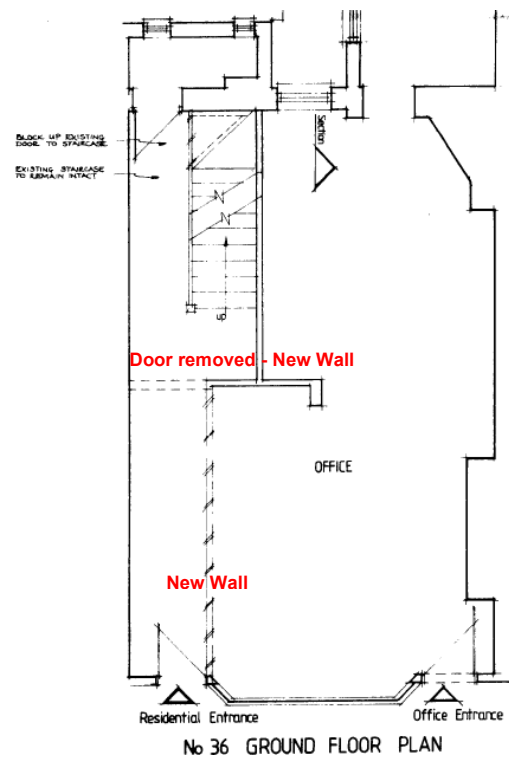 BLOCK UP EXISTING
DOOR TO STAIRCASE
EXISTING STAIRCASE
TO REMAIN INTACT
Section
N
N
up
Door removed - New Wall
OFFICE
New Wall
Residential Entrance
Office Entrance
No 36 GROUND FLOOR PLAN